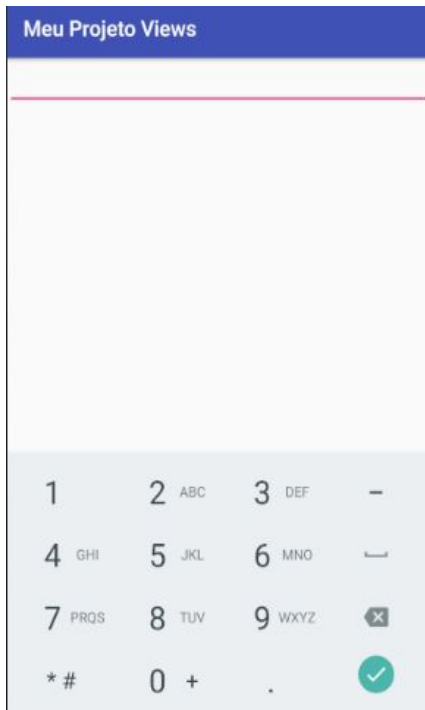 Meu Projeto Views
1 2 ABC 3 DEF -
4 GHI 5 JKL 6 MNO
7 PRQS 8 TUV 9 WXYZ
* # 0 + .